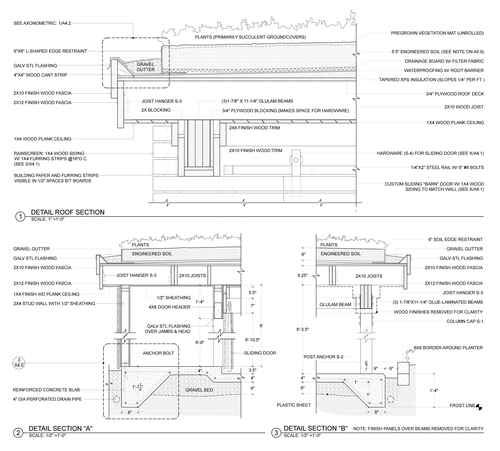 SEE AXONOMETRIC: 1/A4.2
6"X6" L-SHAPED EDGE RESTRAINT
GALV STL FLASHING
4"X4" WOOD CANT STRIP
2X10 FINISH WOOD FASCIA
2X12 FINISH WOOD FASCIA
1X4 WOOD PLANK CEILING
RAINSCREEN: 1X4 WOOD SIDING
W/ 1X4 FURRING STRIPS @16"O.C.
(SEE 2/A4.1)
BUILDING PAPER AND FURRING STRIPS
VISIBLE IN 1/2" SPACES BIT BOARDS
PLANTS (PRIMARILY SUCCULENT GROUNDCOVERS)
GRAVEL
GUTTER
JOIST HANGER S-3
2X BLOCKING
(3)1-7/8" X 11-1/4" GLULAM BEAMS
3/4" PLYWOOD BLOCKING (MAKES SPACE FOR HARDWARE)
2X6 FINISH WOOD TRIM
2X10 FINISH WOOD TRIM
PREGROWN VEGETATION MAT (UNROLLED)
5.5" ENGINEERED SOIL (SEE NOTE ON A5.0)
DRAINAGE BOARD W/ FILTER FABRIC
WATERPROOFING W/ ROOT BARRIER
TAPERED XPS INSULATION (SLOPES 1/4" PER FT )
3/4" PLYWOOD ROOF DECK
2X10 WOOD JOIST
1X4 WOOD PLANK CEILING
HARDWARE (S-4) FOR SLIDING DOOR (SEE X/A4.1)
1/4"X2" STEEL RAIL W/ 6" #8 BOLTS
CUSTOM SLIDING "BARN" DOOR W/ 1X4 WOOD
SIDING TO MATCH WALL (SEE X/A4.1)
1 DETAIL ROOF SECTION
SCALE: 1" =1'-0"
GRAVEL GUTTER
GALV STL FLASHING
2X10 FINISH WOOD FASCIA
2X12 FINISH WOOD FASCIA
1X4 FINISH WD PLANK CEILING
2X4 STUD WALL WITH 1/2" SHEATHING
3
A4.0
REINFORCED CONCRETE SLAB
4" DIA PERFORATED DRAIN PIPE
PLANTS
ENGINEERED SOIL
JOIST HANGER S-3
2X10 JOISTS
1/2" SHEATHING
4X8 DOOR HEADER
GALV STL FLASHING
OVER JAMBS & HEAD
ANCHOR BOLT
SLIDING DOOR
GRAVEL BED
1'-4"
6'-8"
1'-7"
8"
5.5"
7"
8'
6'-10.5"
3.5"
4"
2 DETAIL SECTION "A"
SCALE: 1/2" =1'-0"
PLANTS
ENGINEERED SOIL
6"
9.25"
8'-3.5"
2X10 JOISTS
GLULAM BEAM
POST ANCHOR S-2
PLASTIC SHEET
6" SOIL EDGE RESTRAINT
GRAVEL GUTTER
GALV STL FLASHING
2X10 FINISH WOOD FASCIA
2X12 FINISH WOOD FASCIA
JOIST HANGER S-3
(3) 1-7/8"X11-1/4" GLUE-LAMINATED BEAMS
WOOD FINISHES REMOVED FOR CLARITY
COLUMN CAP S-1
6X6 BORDER AROUND PLANTER
9"
6"
1'
1'
8"
1'-4"
FROST LINE
3 DETAIL SECTION "B"
SCALE: 1/2" =1'-0"
NOTE: FINISH PANELS OVER BEAMS REMOVED FOR CLARITY